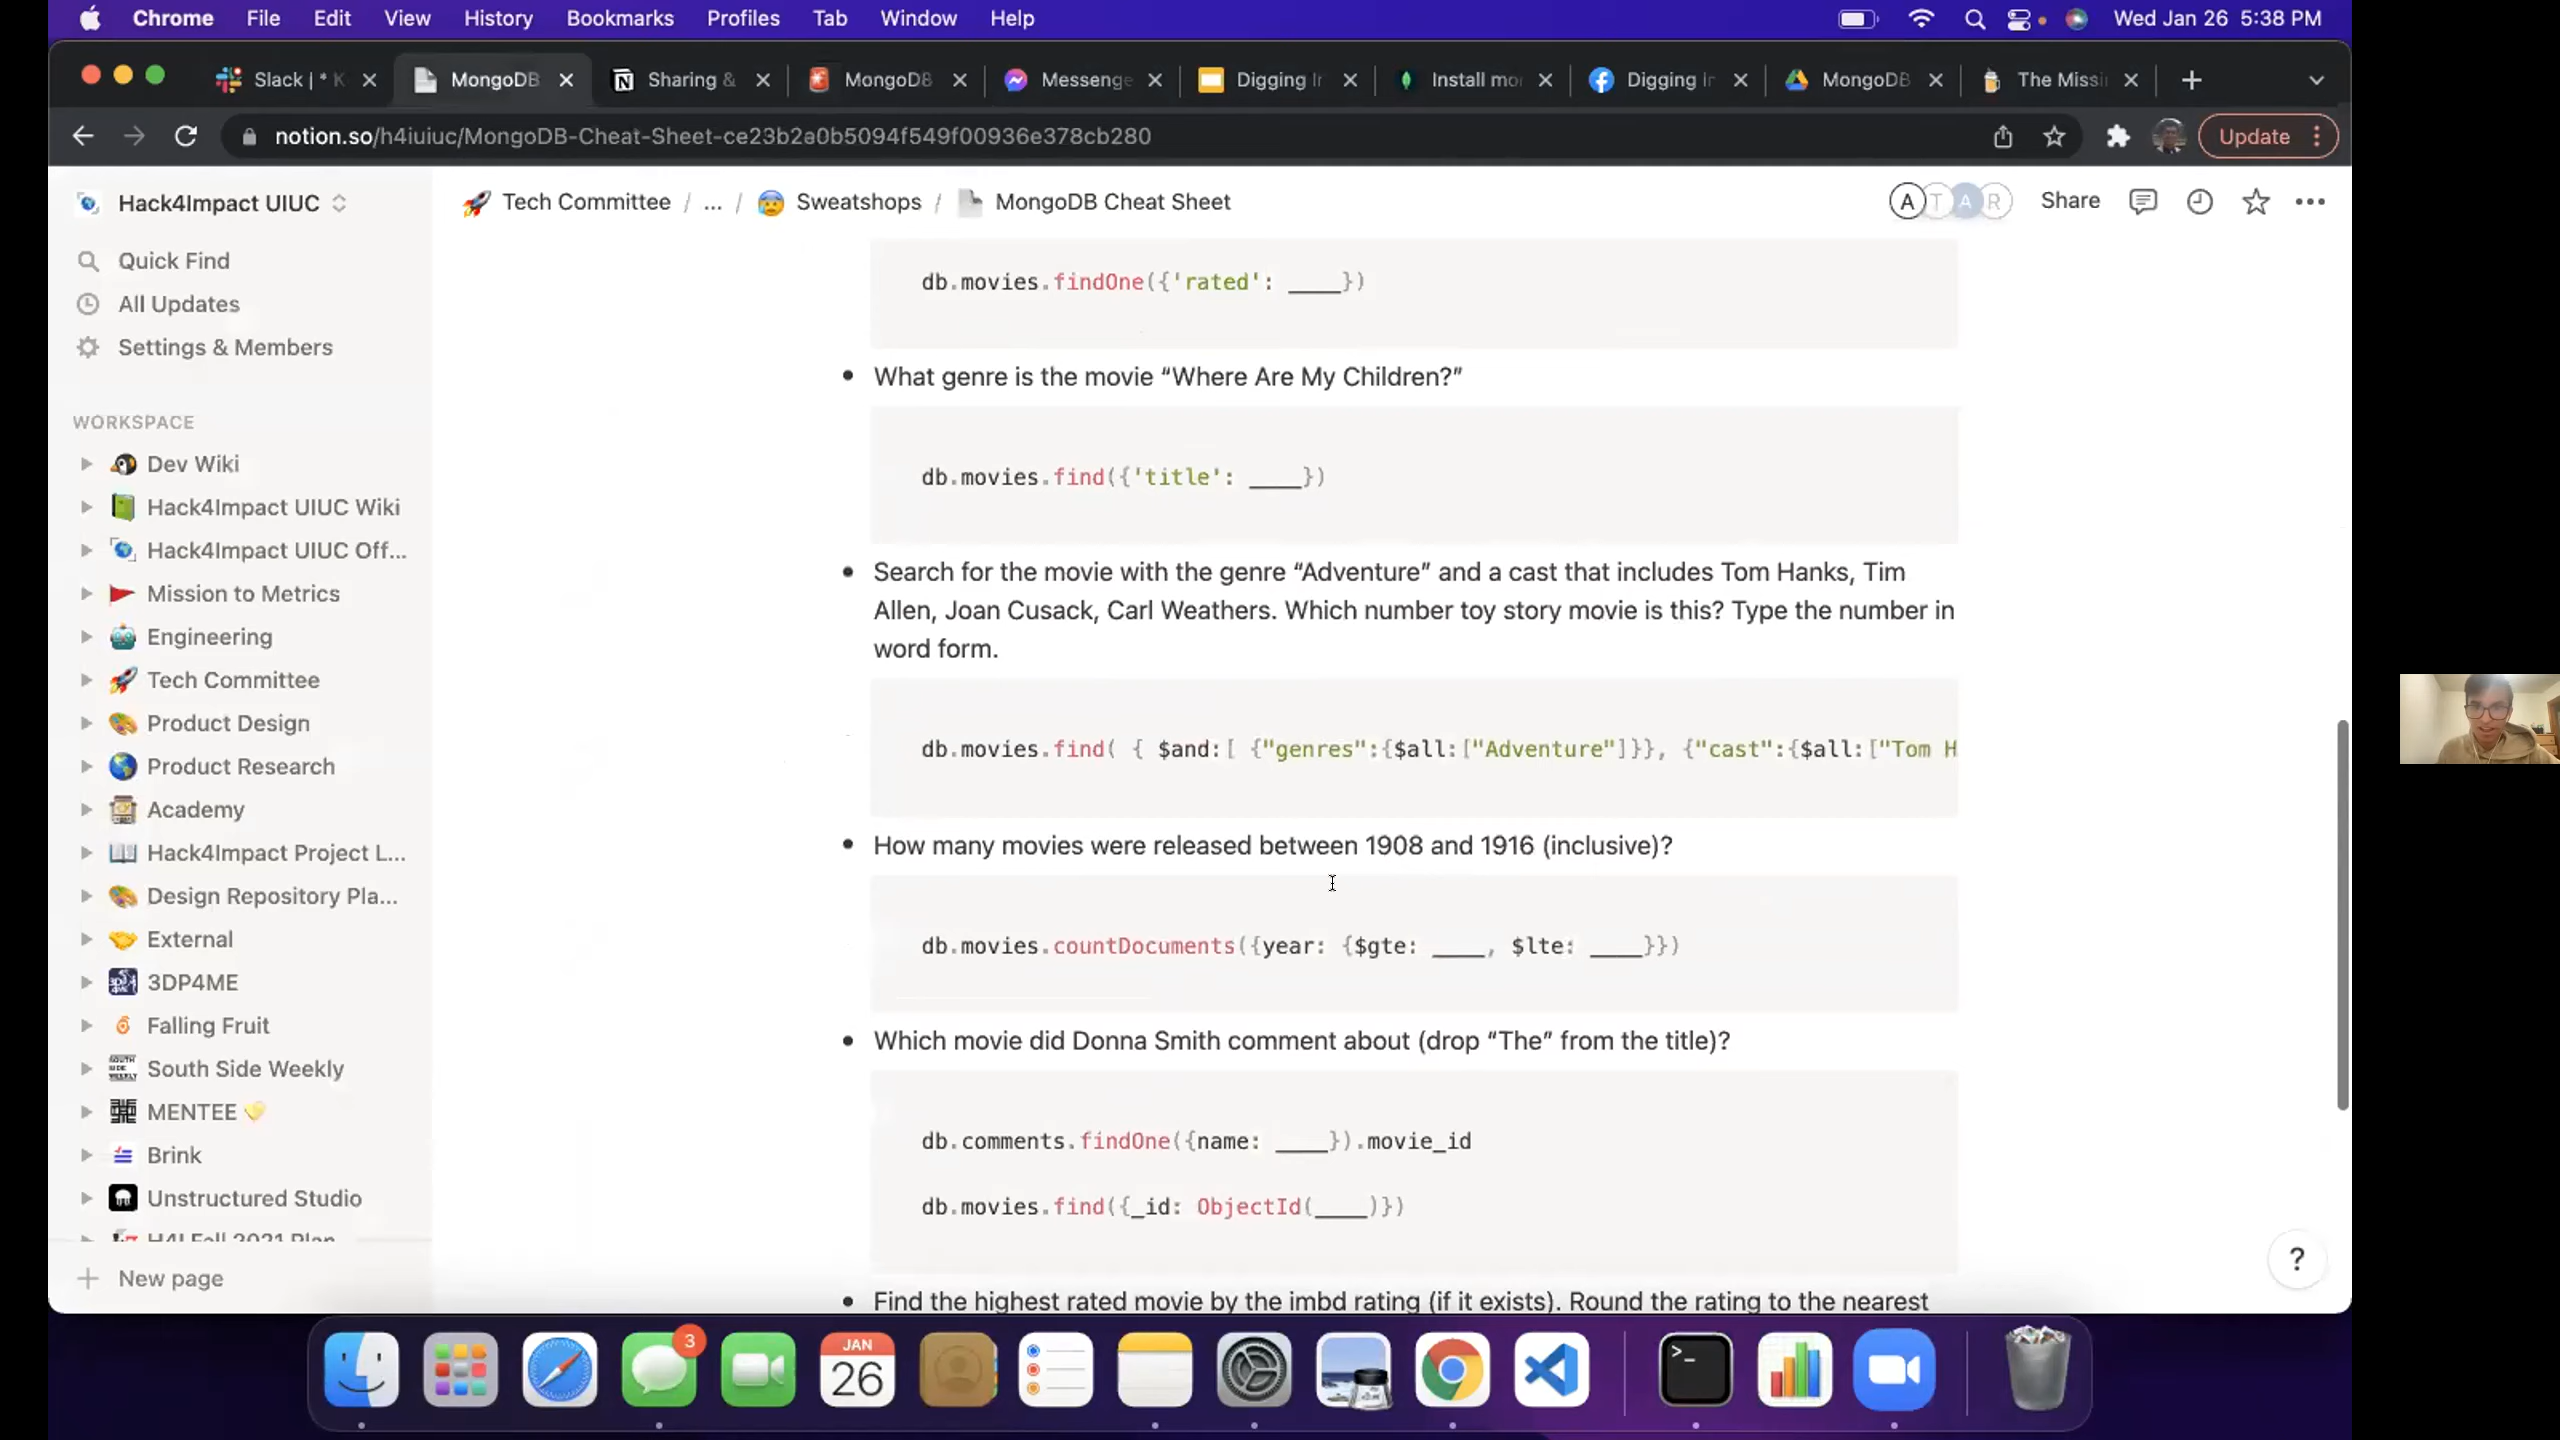 Chrome File Edit View History Bookmarks Profiles Tab Window Help Wed Jan 26 5:38 PM
Slack | * K MongoDB Sharing & MongoDB Messenge Digging In Install mo Digging in MongoDB The Missi
notion.so/h4iuiuc/MongoDB-Cheat-Sheet-ce23b2a0b5094f549f00936e378cb280 Update
Hack4Impact UIUC
Tech Committee / ... / Sweatshops / MongoDB Cheat Sheet
A T A R Share
Quick Find
All Updates
Settings & Members
WORKSPACE
Dev Wiki
Hack4Impact UIUC Wiki
Hack4Impact UIUC Off...
Mission to Metrics
Engineering
Tech Committee
Product Design
Product Research
Academy
Hack4Impact Project L...
Design Repository Pla...
External
3DP4ME
Falling Fruit
South Side Weekly
MENTEE
Brink
Unstructured Studio
H4I Fall 2021 Plan
New page
db.movies.findOne({'rated': ____})
• What genre is the movie “Where Are My Children?”
db.movies.find({'title': ____})
• Search for the movie with the genre “Adventure” and a cast that includes Tom Hanks, Tim
Allen, Joan Cusack, Carl Weathers. Which number toy story movie is this? Type the number in
word form.
db.movies.find( { $and:[ {"genres":{$all:["Adventure"]}}, {"cast":{$all:["Tom H
• How many movies were released between 1908 and 1916 (inclusive)?
db.movies.countDocuments({year: {$gte: ____, $lte: ____}})
• Which movie did Donna Smith comment about (drop “The” from the title)?
db.comments.findOne({name: ____}).movie_id
db.movies.find({_id: ObjectId(____)})
• Find the highest rated movie by the imbd rating (if it exists). Round the rating to the nearest
?
3
JAN
26